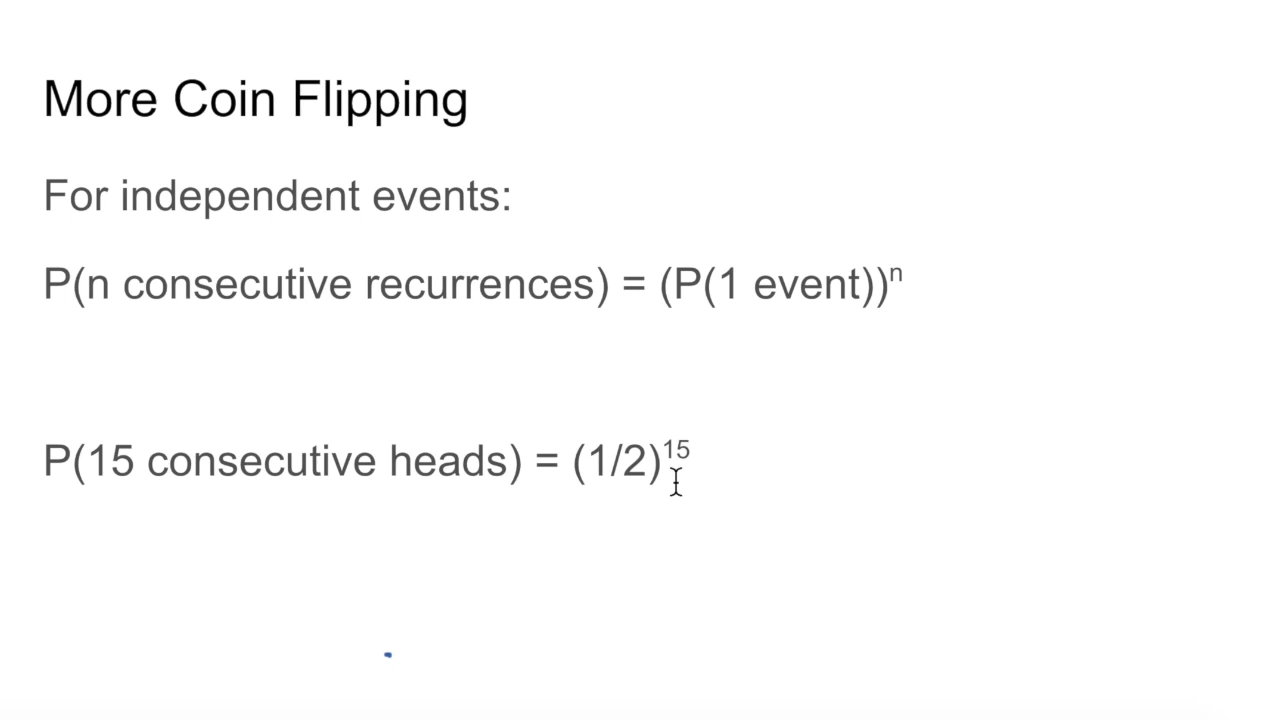 More Coin Flipping
For independent events:
P(n consecutive recurrences) = (P(1 event))ⁿ
P(15 consecutive heads) = (1/2)¹⁵